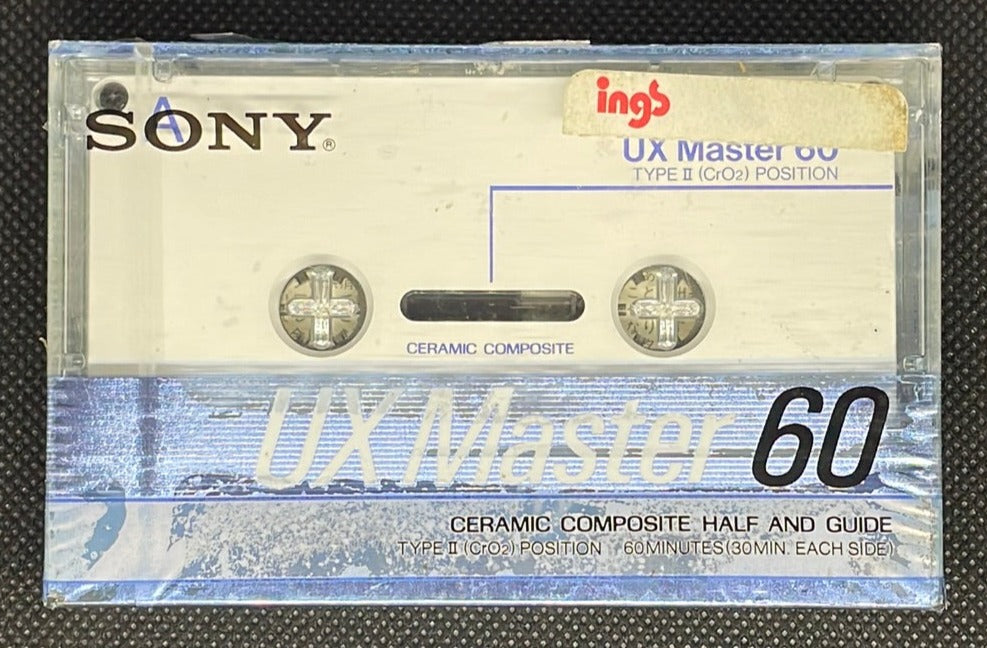 A
SONY®
ingS
UX Master 60
TYPE II (CrO2) POSITION
CERAMIC COMPOSITE
UX Master 60
CERAMIC COMPOSITE HALF AND GUIDE
TYPE II (CrO2) POSITION 60MINUTES(30MIN. EACH SIDE)